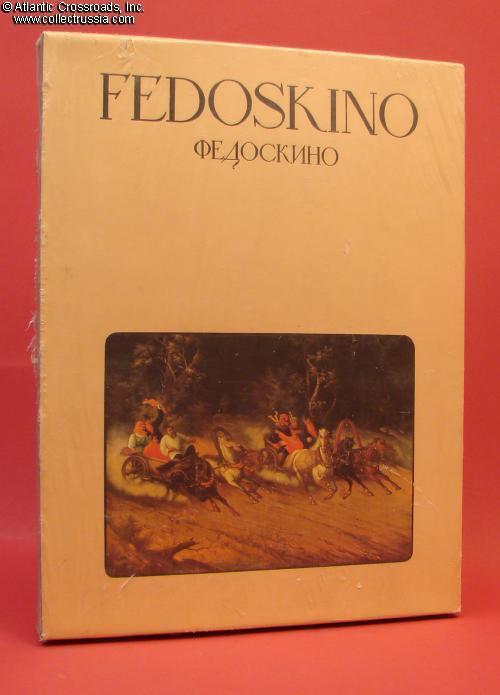 © Atlantic Crossroads, Inc.
www.collectrussia.com
FEDOSKINO
ФЕДОСКИНО